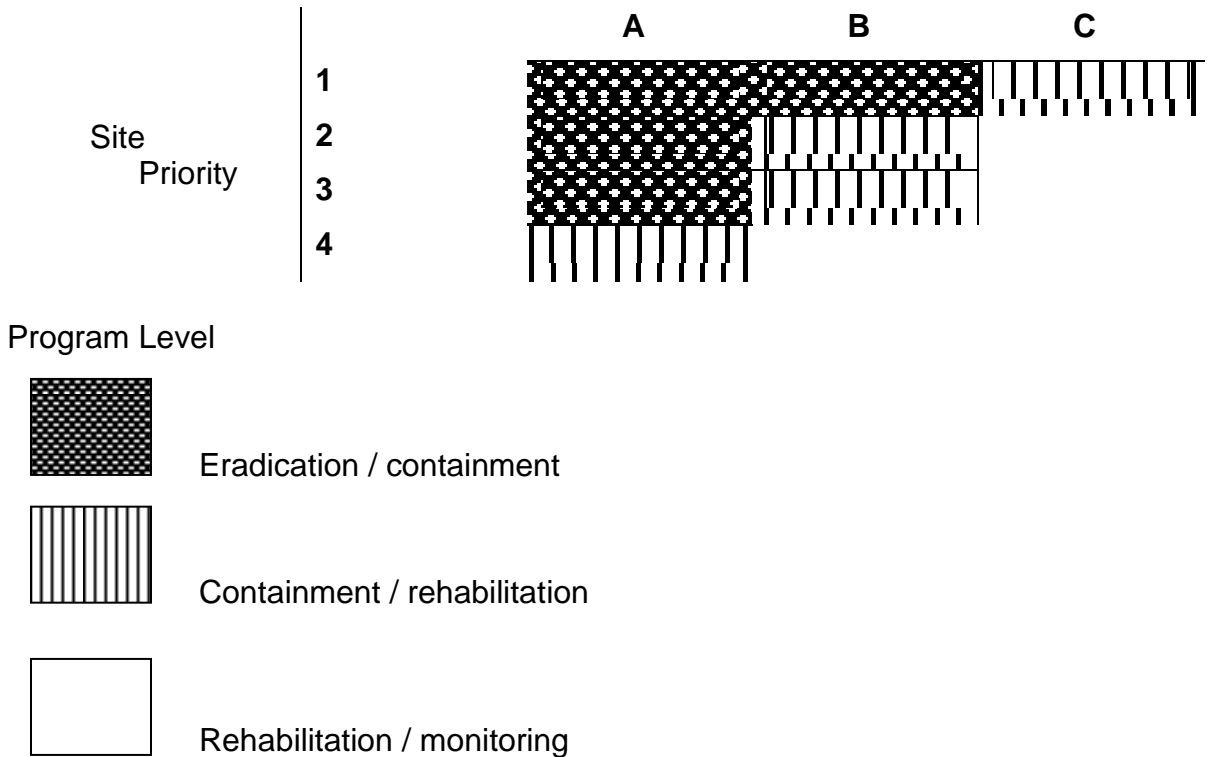 A B C
1
Site 2
Priority 3
4
Program Level
Eradication / containment
Containment / rehabilitation
Rehabilitation / monitoring